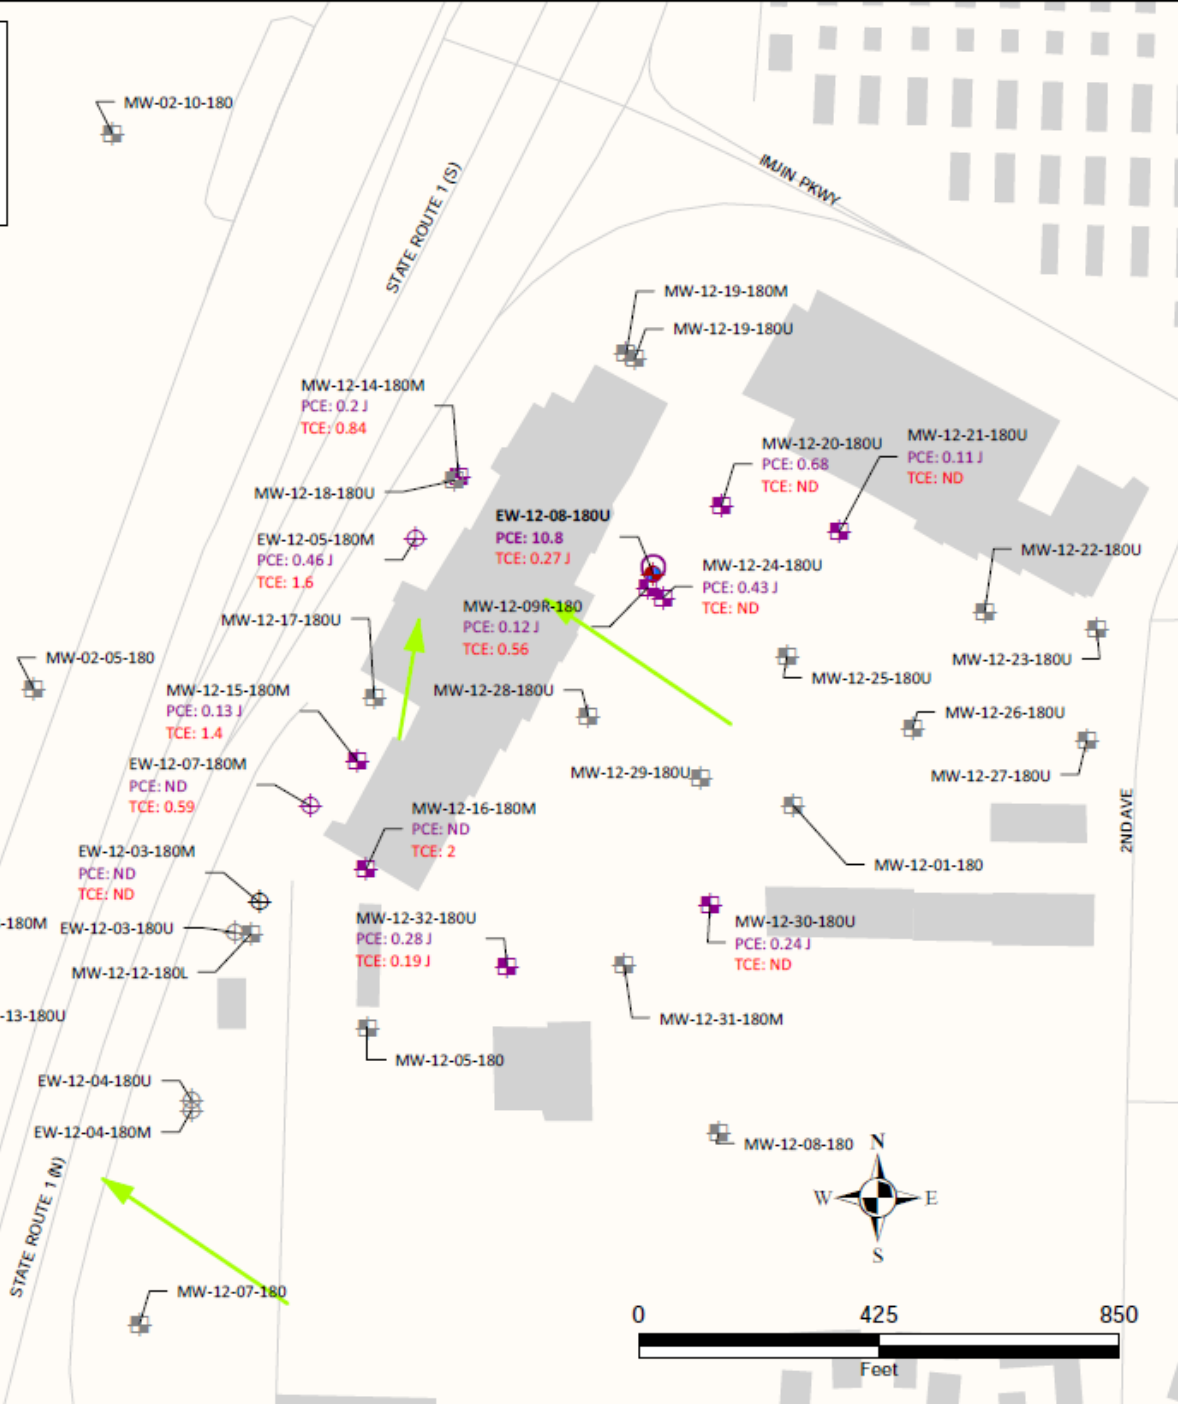 MW-02-10-180
IMJIN PKWY
STATE ROUTE 1 (S)
MW-12-19-180M
MW-12-19-180U
MW-12-14-180M
PCE: 0.2 J
TCE: 0.84
MW-12-18-180U
MW-12-20-180U
PCE: 0.68
TCE: ND
MW-12-21-180U
PCE: 0.11 J
TCE: ND
EW-12-08-180U
PCE: 10.8
TCE: 0.27 J
EW-12-05-180M
PCE: 0.46 J
TCE: 1.6
MW-12-22-180U
MW-12-24-180U
PCE: 0.43 J
TCE: ND
MW-12-09R-180
PCE: 0.12 J
TCE: 0.56
MW-12-17-180U
MW-02-05-180
MW-12-23-180U
MW-12-25-180U
MW-12-15-180M
PCE: 0.13 J
TCE: 1.4
MW-12-28-180U
MW-12-26-180U
EW-12-07-180M
PCE: ND
TCE: 0.59
MW-12-29-180U
MW-12-27-180U
MW-12-16-180M
PCE: ND
TCE: 2
2ND AVE
EW-12-03-180M
PCE: ND
TCE: ND
MW-12-01-180
-180M
EW-12-03-180U
MW-12-32-180U
PCE: 0.28 J
TCE: 0.19 J
MW-12-30-180U
PCE: 0.24 J
TCE: ND
MW-12-12-180L
-13-180U
MW-12-31-180M
MW-12-05-180
EW-12-04-180U
EW-12-04-180M
MW-12-08-180
N
W
E
S
STATE ROUTE 1 (N)
MW-12-07-180
0 425 850
Feet